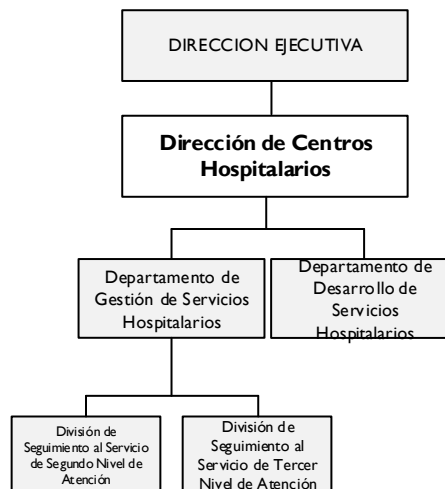 DIRECCION EJECUTIVA
Dirección de Centros
Hospitalarios
Departamento de
Gestión de Servicios
Hospitalarios
Departamento de
Desarrollo de
Servicios
Hospitalarios
División de
Seguimiento al Servicio
de Segundo Nivel de
Atención
División de
Seguimiento al
Servicio de Tercer
Nivel de Atención